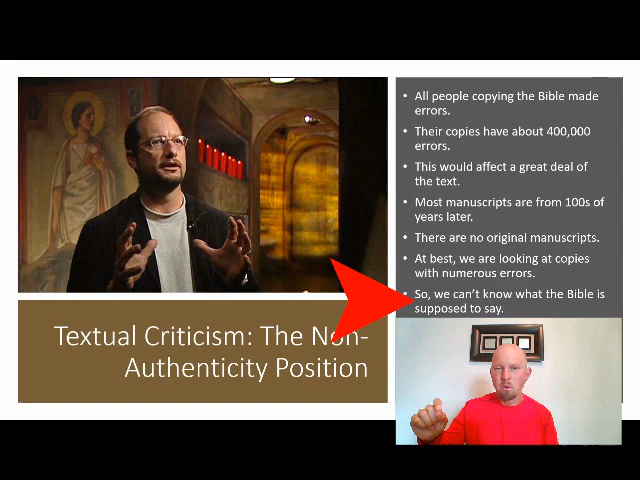 • All people copying the Bible made
errors.
• Their copies have about 400,000
errors.
• This would affect a great deal of
the text.
• Most manuscripts are from 100s of
years later.
• There are no original manuscripts.
• At best, we are looking at copies
with numerous errors.
• So, we can't know what the Bible is
supposed to say.
Textual Criticism: The Non-
Authenticity Position